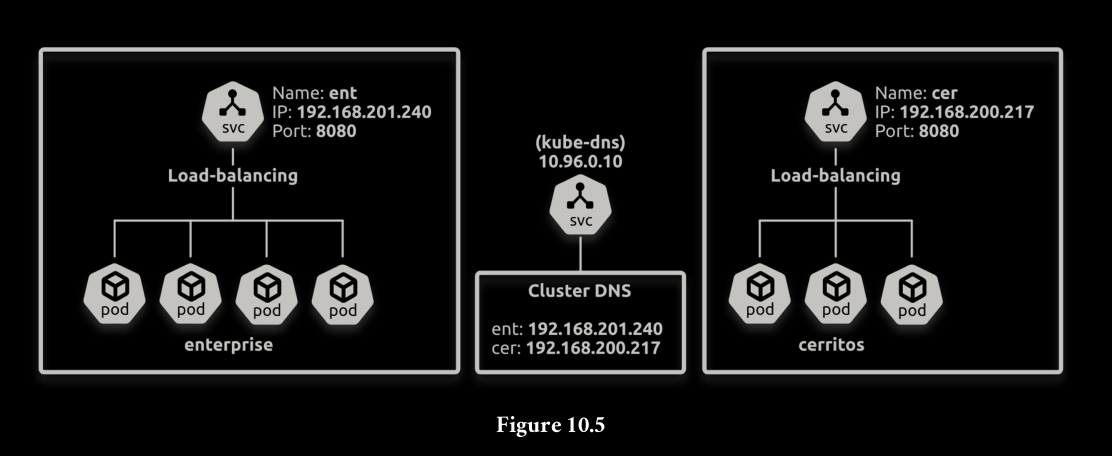 Name: ent
IP: 192.168.201.240
Port: 8080
svc
Load-balancing
pod
pod
pod
pod
enterprise
(kube-dns)
10.96.0.10
svc
Cluster DNS
ent: 192.168.201.240
cer: 192.168.200.217
Name: cer
IP: 192.168.200.217
Port: 8080
svc
Load-balancing
pod
pod
pod
cerritos
Figure 10.5